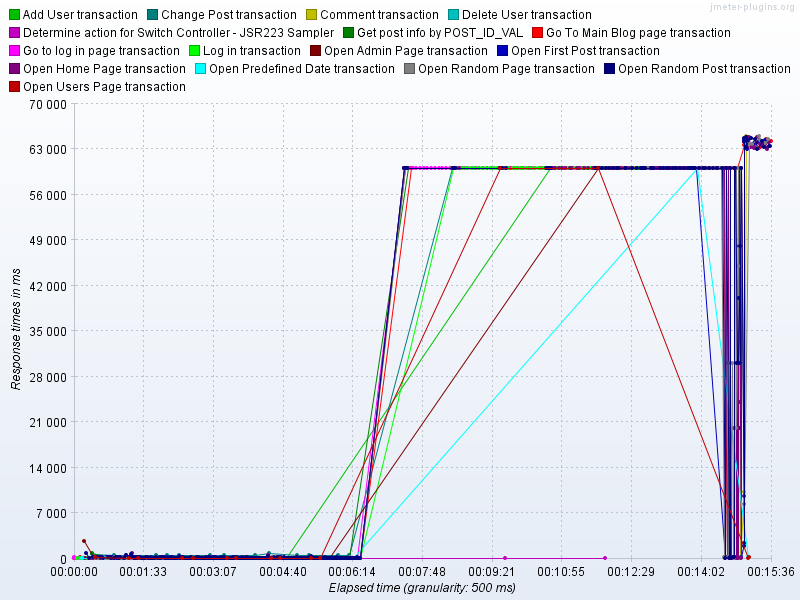 jmeter-plugins.org
Add User transaction Change Post transaction Comment transaction Delete User transaction
Determine action for Switch Controller - JSR223 Sampler Get post info by POST_ID_VAL Go To Main Blog page transaction
Go to log in page transaction Log in transaction Open Admin Page transaction Open First Post transaction
Open Home Page transaction Open Predefined Date transaction Open Random Page transaction Open Random Post transaction
Open Users Page transaction
70 000
63 000
56 000
49 000
42 000
35 000
28 000
21 000
14 000
7 000
0
Response times in ms
00:00:00 00:01:33 00:03:07 00:04:40 00:06:14 00:07:48 00:09:21 00:10:55 00:12:29 00:14:02 00:15:36
Elapsed time (granularity: 500 ms)